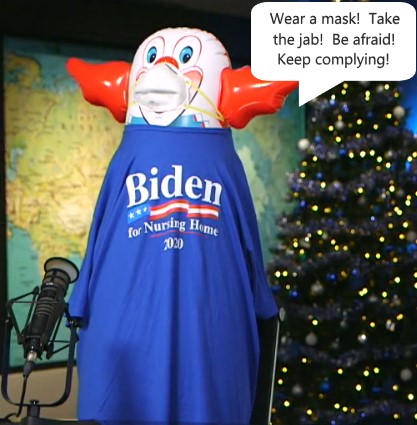 Wear a mask!  Take
the jab!  Be afraid!
Keep complying!
Biden
for Nursing Home
2020